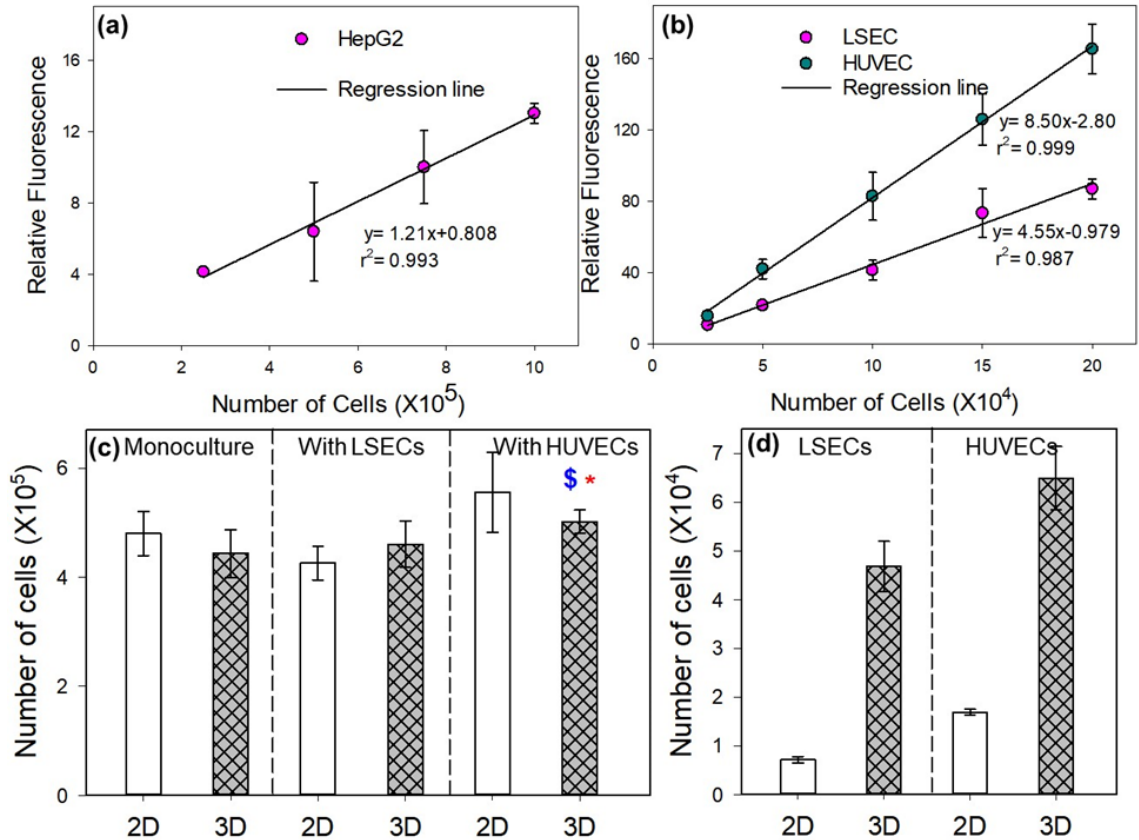 (a)
HepG2
Regression line
y= 1.21x+0.808
r²= 0.993
Relative Fluorescence
16
12
8
4
0
0 2 4 6 8 10
Number of Cells (X10⁵)
(b)
LSEC
HUVEC
Regression line
y= 8.50x-2.80
r²= 0.999
y= 4.55x-0.979
r²= 0.987
Relative Fluorescence
160
120
80
40
0
0 5 10 15 20
Number of Cells (X10⁴)
(c) Monoculture With LSECs With HUVECs
$ *
Number of cells (X10⁵)
6
4
2
0
2D 3D 2D 3D 2D 3D
(d) LSECs HUVECs
Number of cells (X10⁴)
7
6
5
4
3
2
1
0
2D 3D 2D 3D